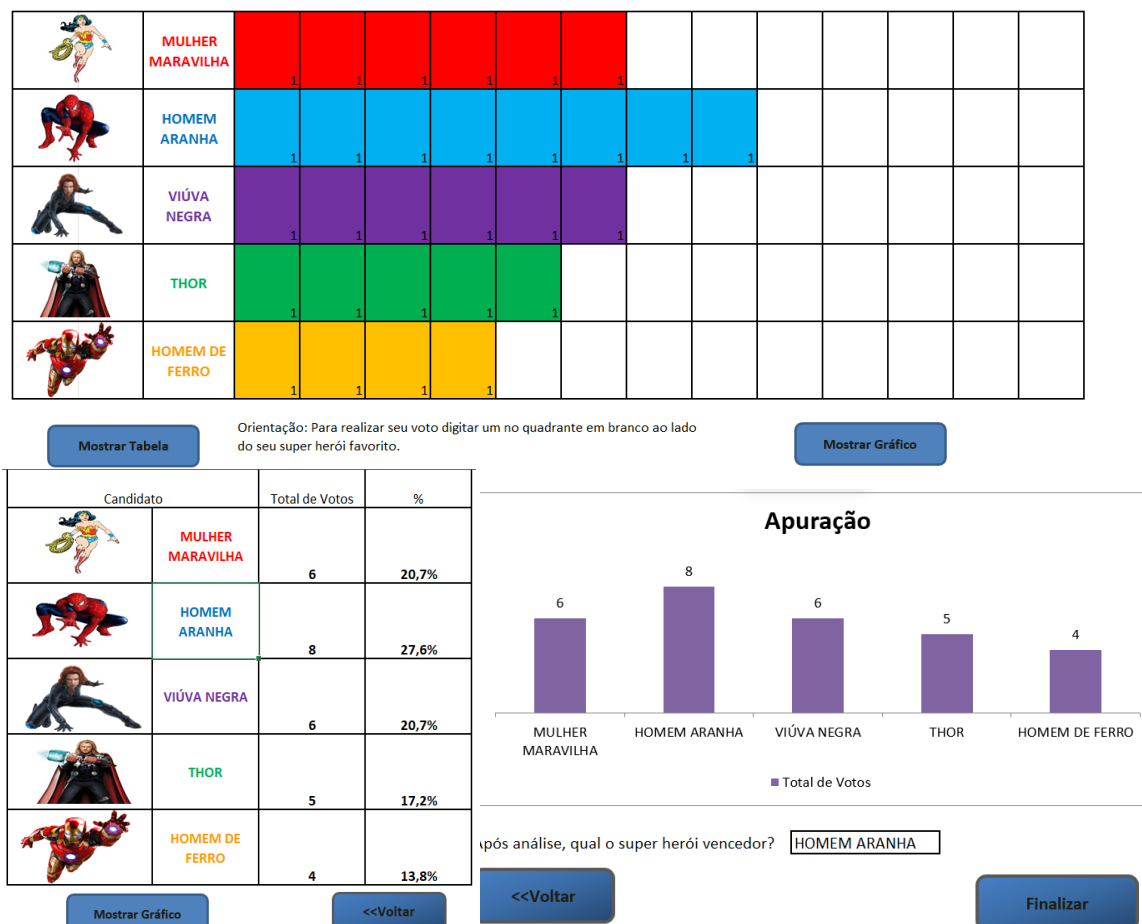 MULHER
MARAVILHA
1 1 1 1 1 1
HOMEM
ARANHA
1 1 1 1 1 1 1 1
VIÚVA
NEGRA
1 1 1 1 1 1
THOR
1 1 1 1 1
HOMEM DE
FERRO
1 1 1 1
Mostrar Tabela
Orientação: Para realizar seu voto digitar um no quadrante em branco ao lado
do seu super herói favorito.
Mostrar Gráfico
Candidato Total de Votos %
MULHER
MARAVILHA
6 20,7%
HOMEM
ARANHA
8 27,6%
VIÚVA NEGRA
6 20,7%
THOR
5 17,2%
HOMEM DE
FERRO
4 13,8%
Mostrar Gráfico
<<Voltar
Apuração
6 8 6 5 4
MULHER
MARAVILHA
HOMEM ARANHA
VIÚVA NEGRA
THOR
HOMEM DE FERRO
Total de Votos
Após análise, qual o super herói vencedor? HOMEM ARANHA
<<Voltar
Finalizar